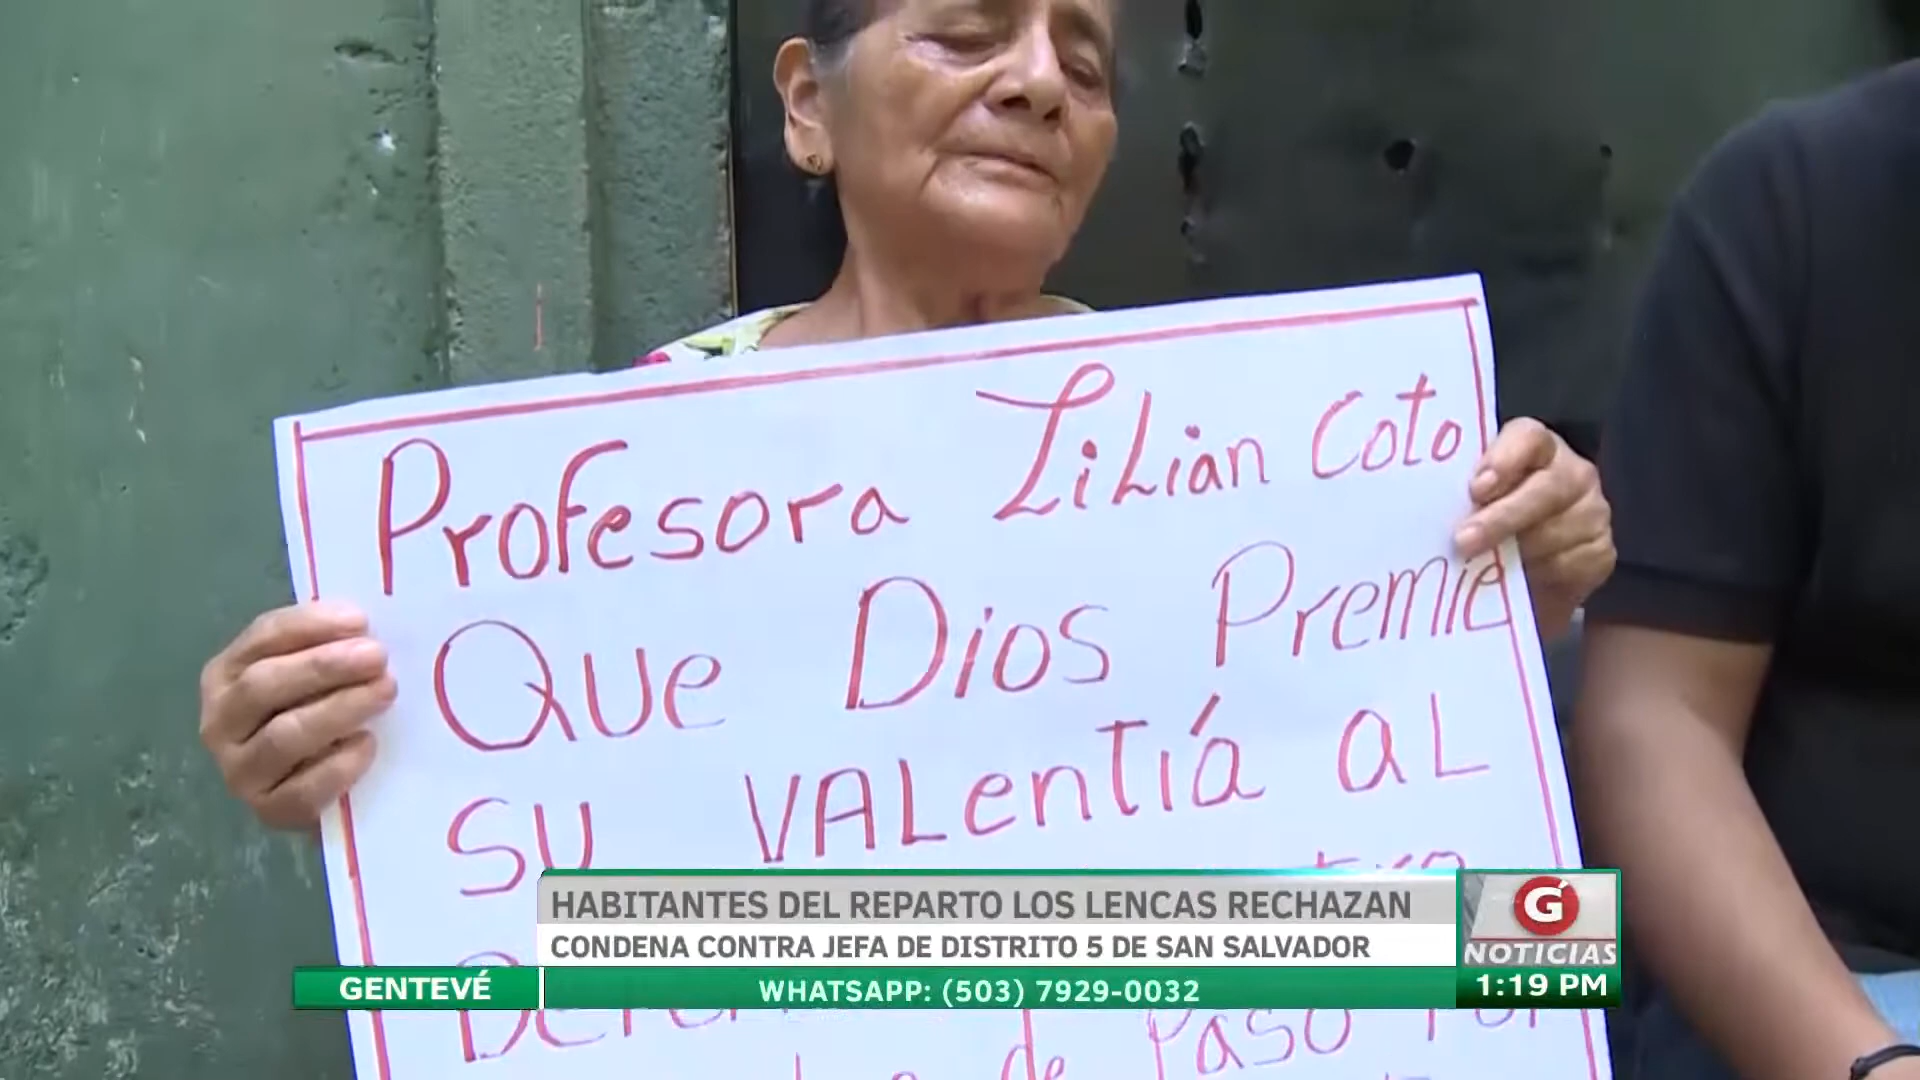 Profesora LiLian Coto
Que Dios Premie
su VALentía aL
de Paso Por
HABITANTES DEL REPARTO LOS LENCAS RECHAZAN
CONDENA CONTRA JEFA DE DISTRITO 5 DE SAN SALVADOR
GENTEVÉ
WHATSAPP: (503) 7929-0032
G
NOTICIAS
1:19 PM